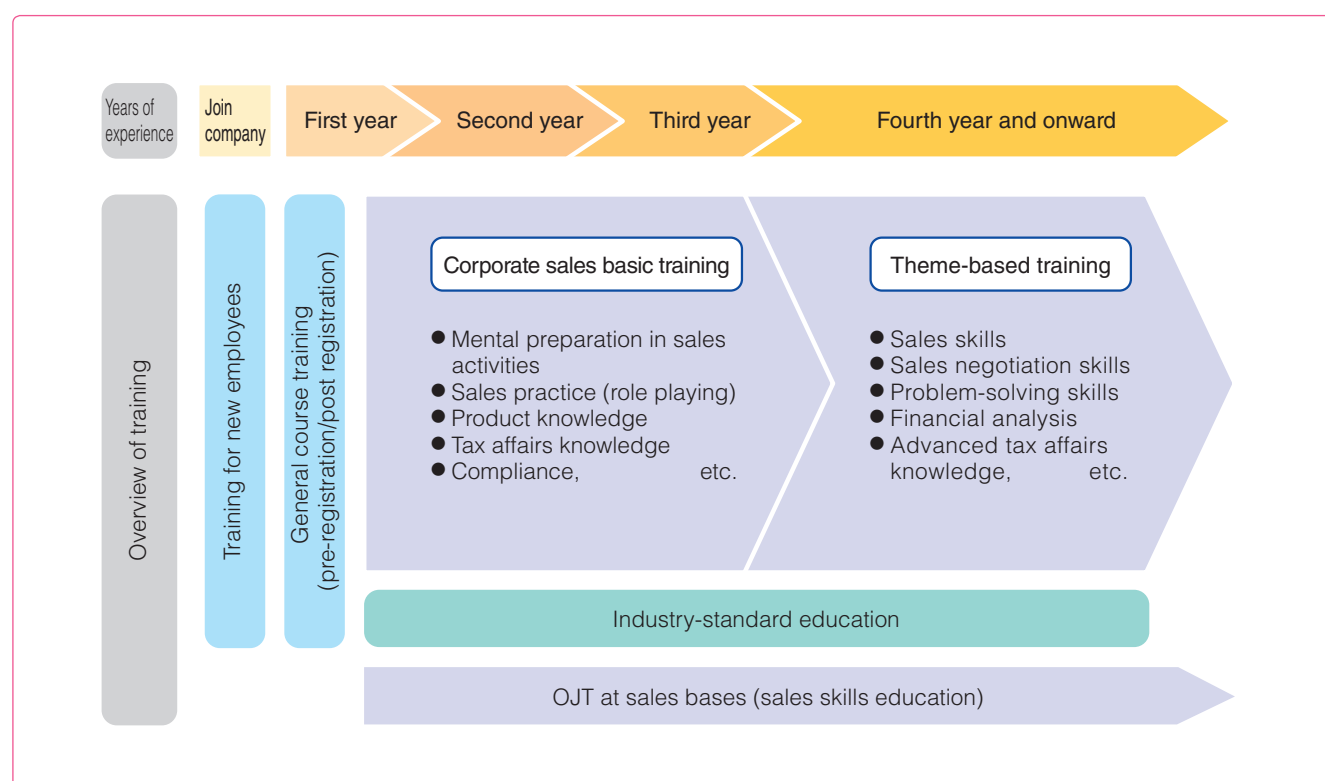 Years of
experience
Join
company
First year
Second year
Third year
Fourth year and onward
Overview of training
Training for new employees
General course training
(pre-registration/post registration)
Corporate sales basic training
● Mental preparation in sales
activities
● Sales practice (role playing)
● Product knowledge
● Tax affairs knowledge
● Compliance, etc.
Theme-based training
● Sales skills
● Sales negotiation skills
● Problem-solving skills
● Financial analysis
● Advanced tax affairs
knowledge, etc.
Industry-standard education
OJT at sales bases (sales skills education)